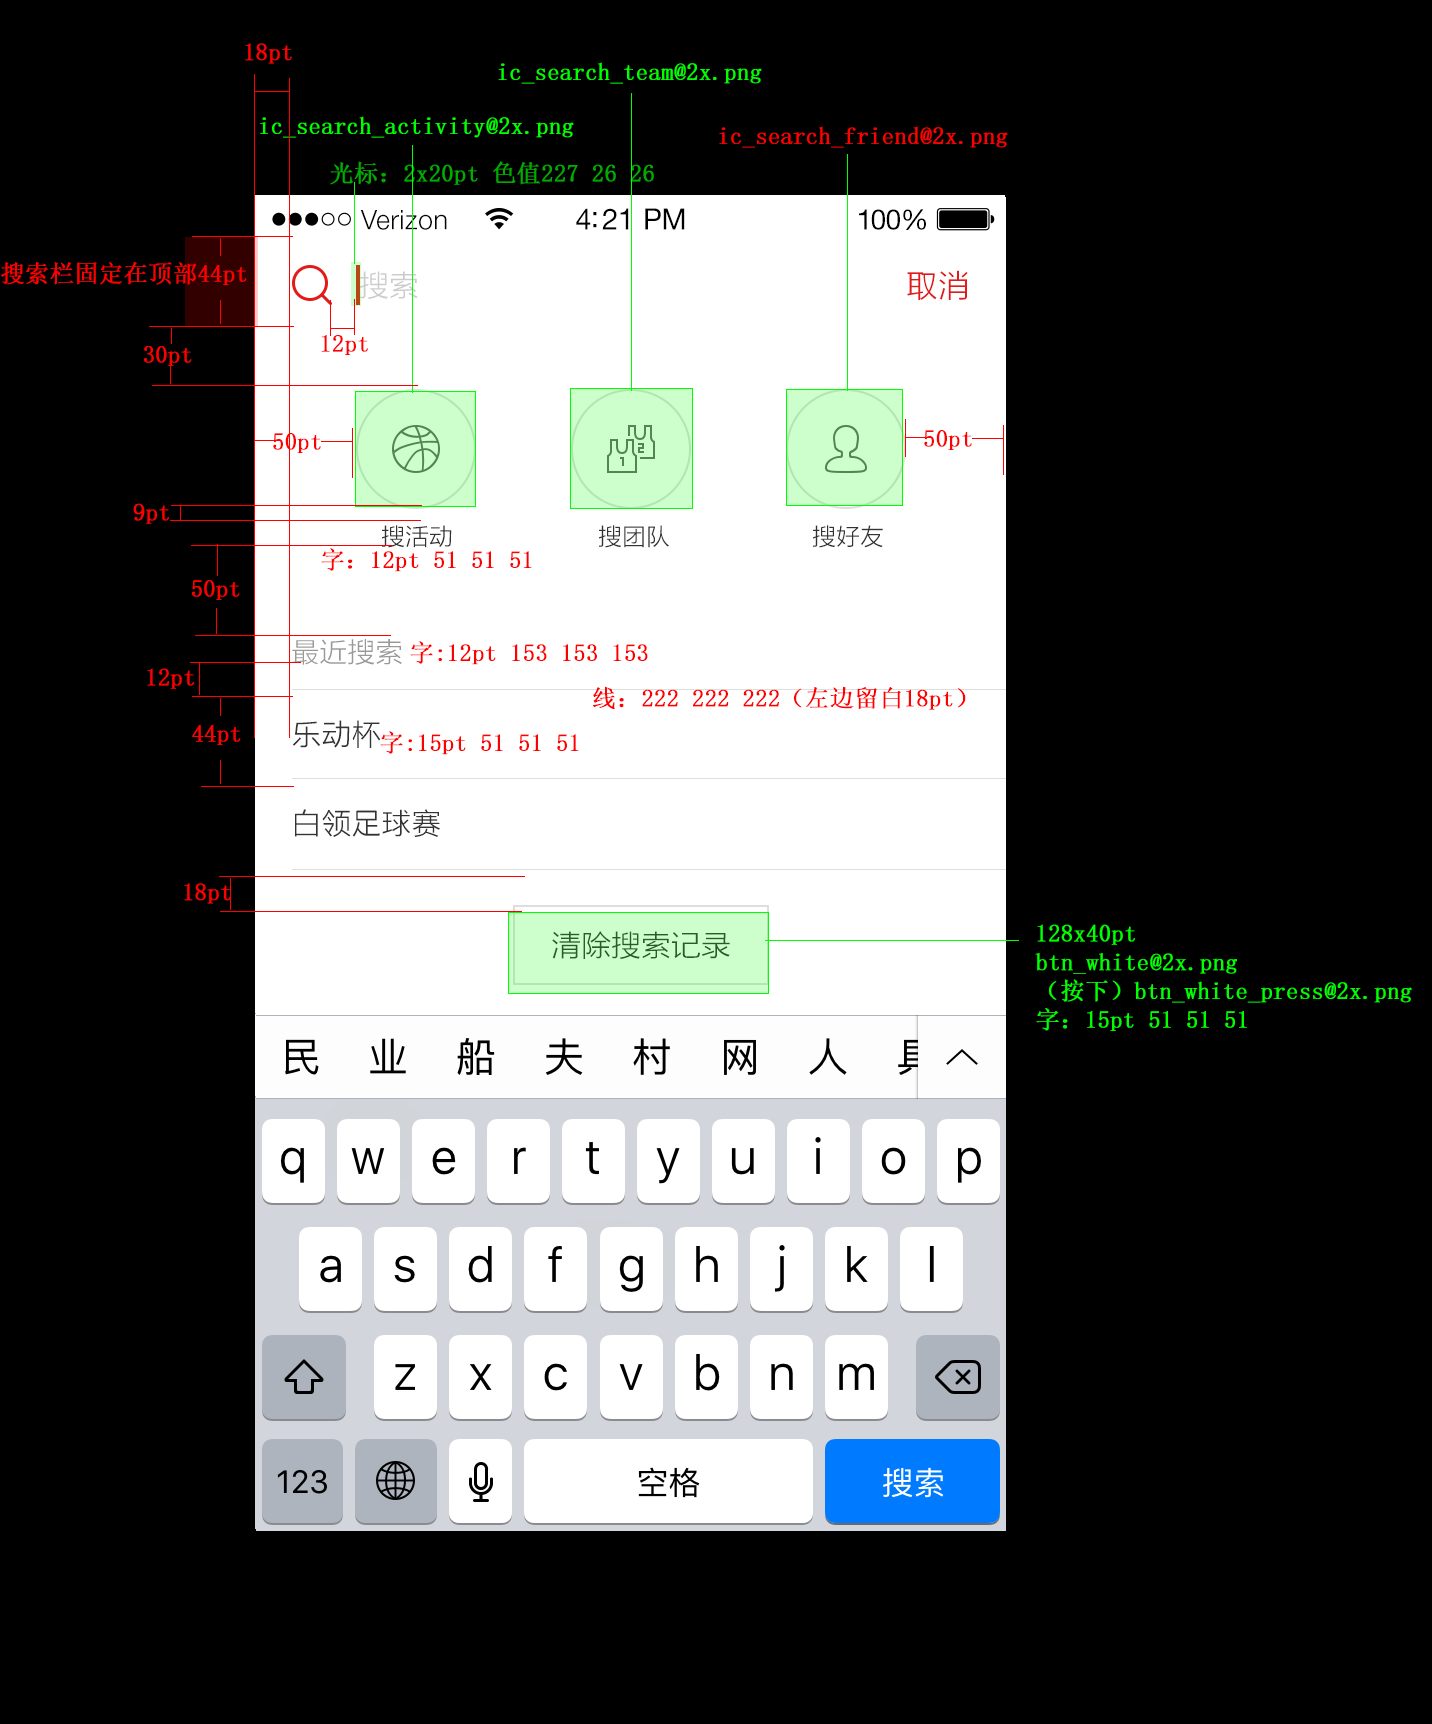 18pt
ic_search_team@2x.png
ic_search_activity@2x.png
ic_search_friend@2x.png
光标：2x20pt 色值227 26 26
Verizon
4:21 PM
100%
搜索栏固定在顶部44pt
搜索
取消
12pt
30pt
50pt
50pt
9pt
搜活动
搜团队
搜好友
字：12pt 51 51 51
50pt
最近搜索
字:12pt 153 153 153
12pt
线：222 222 222（左边留白18pt）
44pt
乐动杯
字:15pt 51 51 51
白领足球赛
18pt
清除搜索记录
128x40pt
btn_white@2x.png
（按下）btn_white_press@2x.png
字：15pt 51 51 51
民 业 船 夫 村 网 人
q w e r t y u i o p
a s d f g h j k l
z x c v b n m
123
空格
搜索